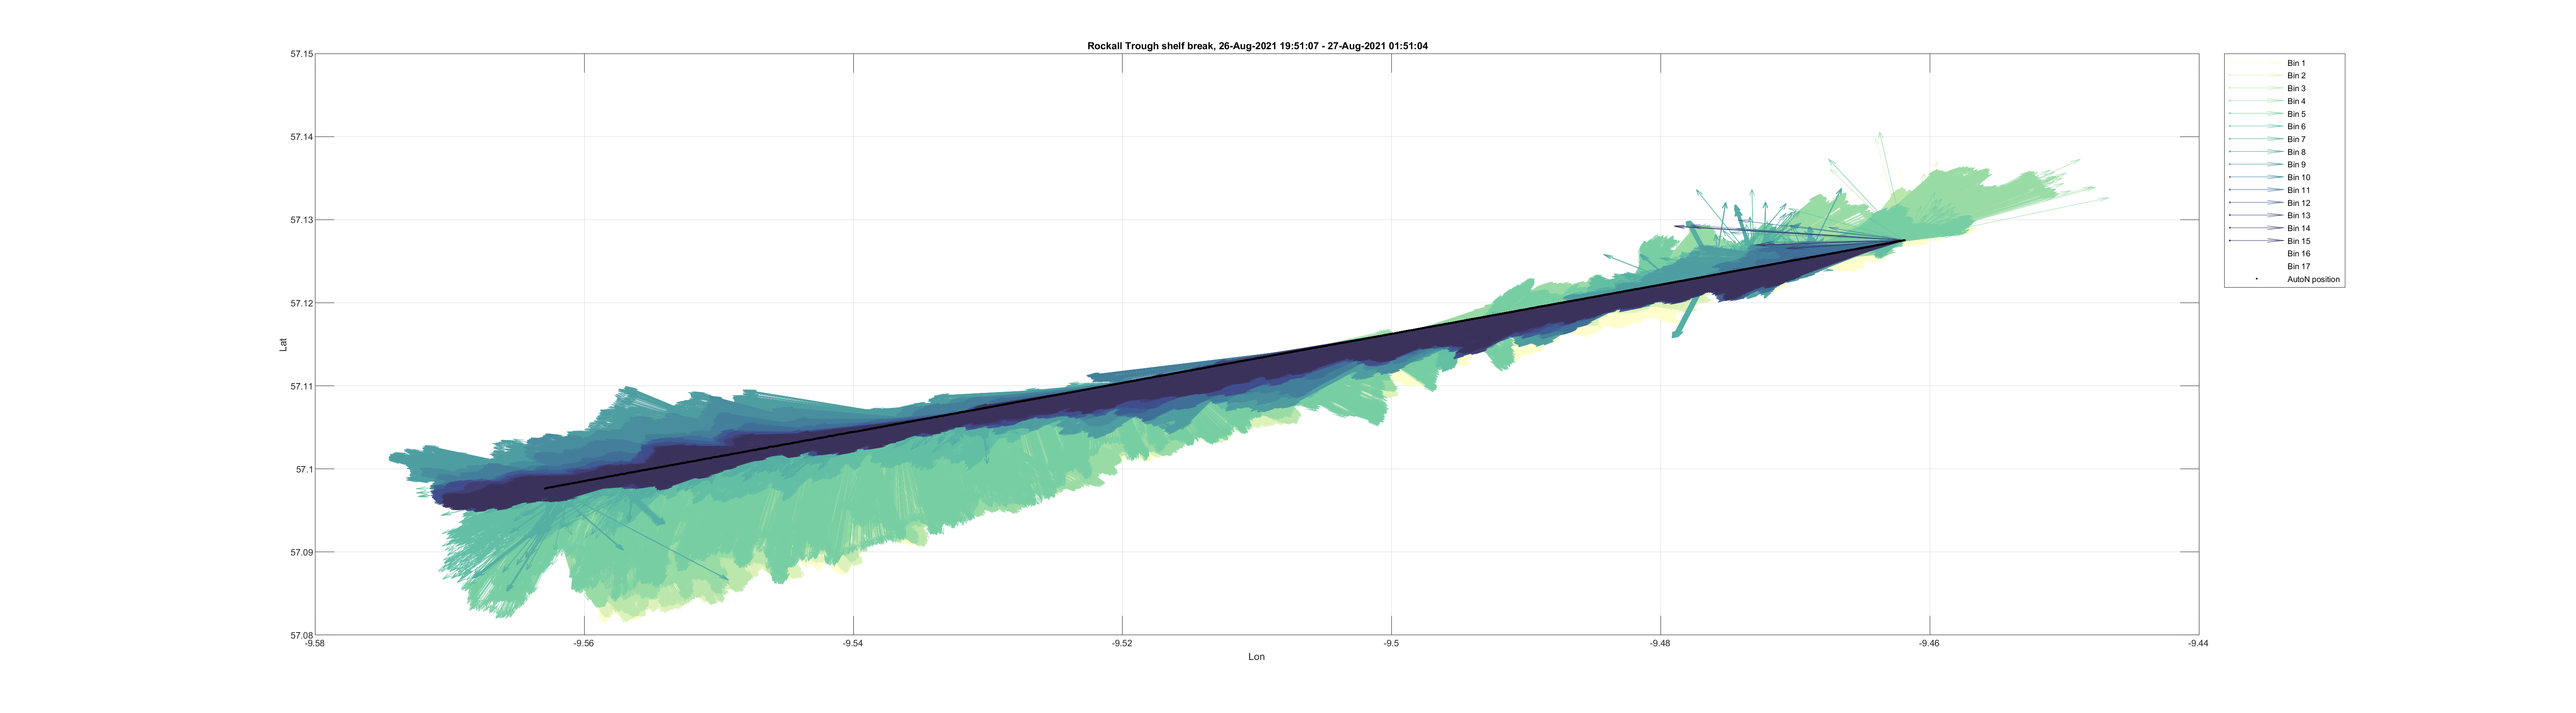 Rockall Trough shelf break, 26-Aug-2021 19:51:07 - 27-Aug-2021 01:51:04
57.15
57.14
57.13
57.12
57.11
57.1
57.09
57.08
Lat
-9.58
-9.56
-9.54
-9.52
-9.5
-9.48
-9.46
-9.44
Lon
Bin 1
Bin 2
Bin 3
Bin 4
Bin 5
Bin 6
Bin 7
Bin 8
Bin 9
Bin 10
Bin 11
Bin 12
Bin 13
Bin 14
Bin 15
Bin 16
Bin 17
AutoN position